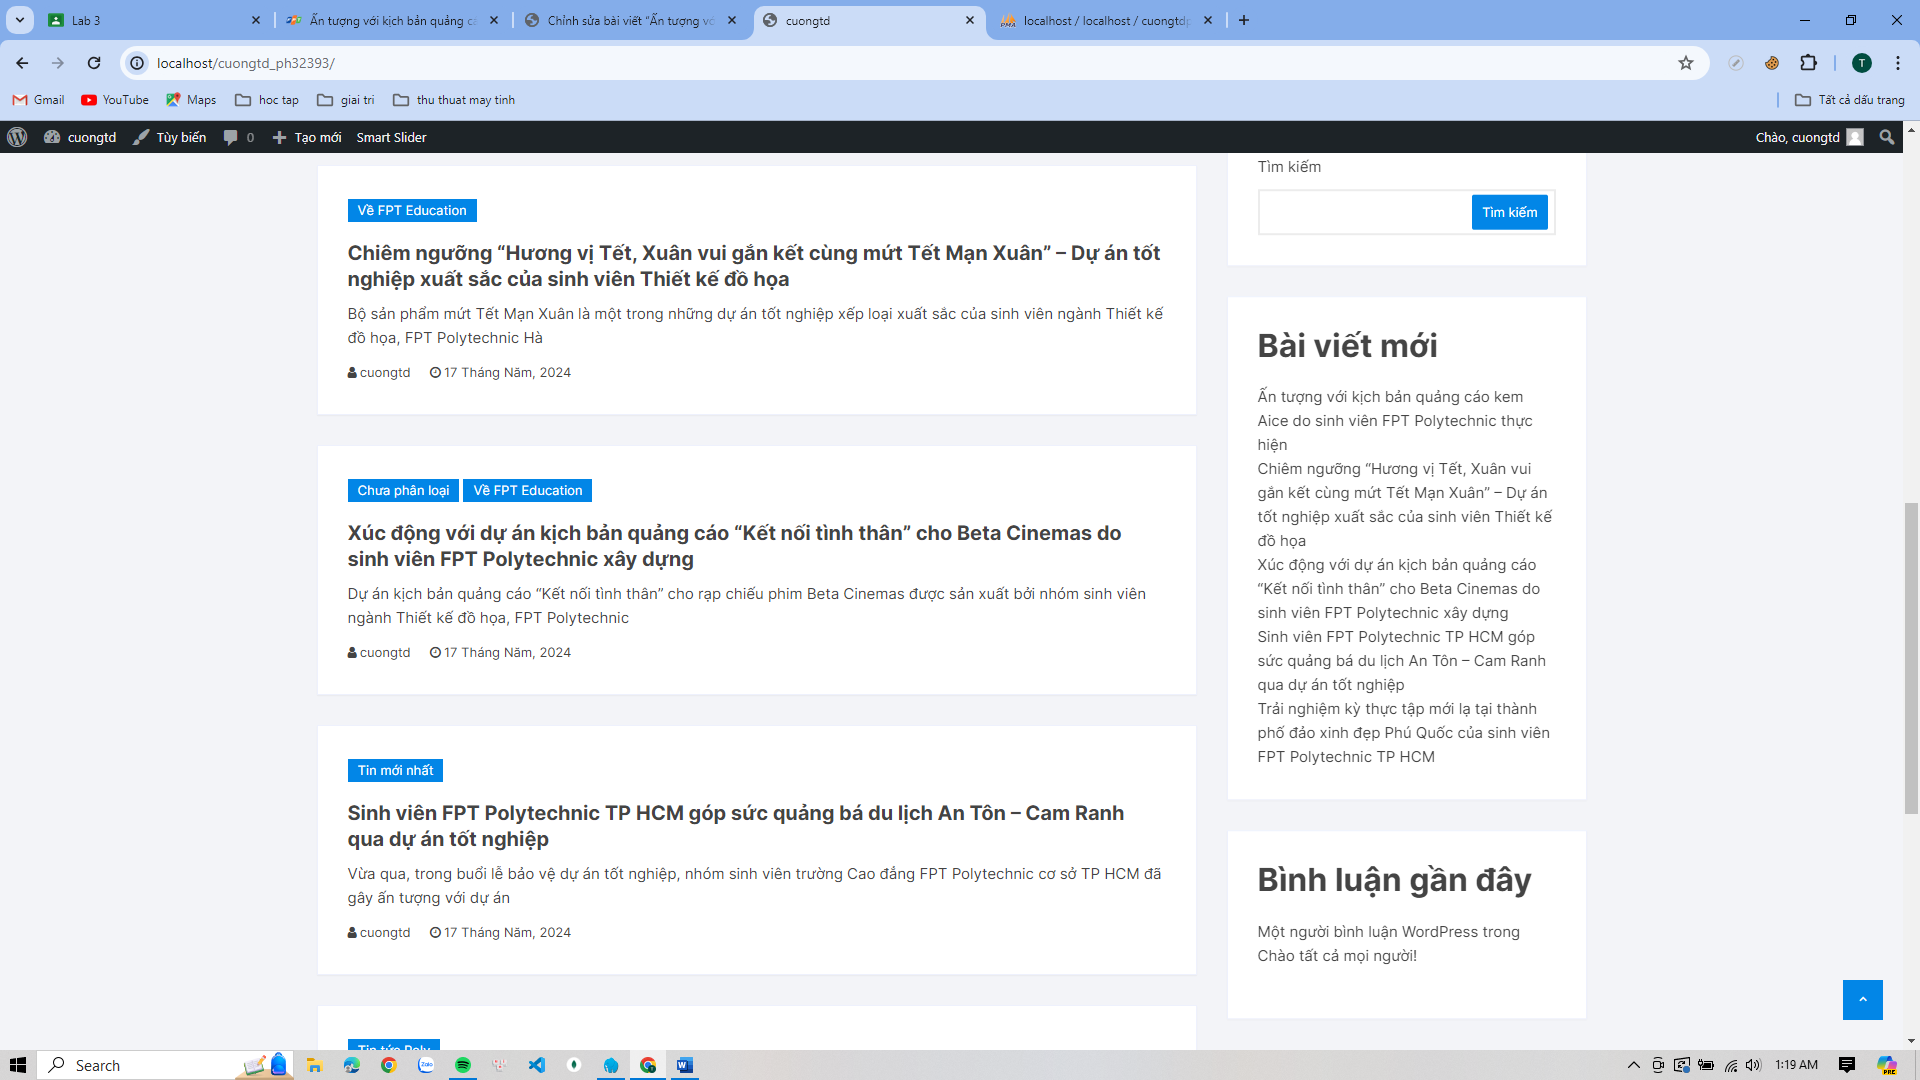 Lab 3
Ấn tượng với kịch bản quảng cá
Chỉnh sửa bài viết "Ấn tượng vớ
cuongtd
localhost / localhost / cuongtdp
localhost/cuongtd_ph32393/
T
Gmail
YouTube
Maps
hoc tap
giai tri
thu thuat may tinh
Tất cả dấu trang
cuongtd
Tùy biến
0
Tạo mới
Smart Slider
Chào, cuongtd
Về FPT Education
Chiêm ngưỡng “Hương vị Tết, Xuân vui gắn kết cùng mứt Tết Mạn Xuân” – Dự án tốt
nghiệp xuất sắc của sinh viên Thiết kế đồ họa
Bộ sản phẩm mứt Tết Mạn Xuân là một trong những dự án tốt nghiệp xếp loại xuất sắc của sinh viên ngành Thiết kế
đồ họa, FPT Polytechnic Hà
cuongtd 17 Tháng Năm, 2024
Chưa phân loại Về FPT Education
Xúc động với dự án kịch bản quảng cáo “Kết nối tình thân” cho Beta Cinemas do
sinh viên FPT Polytechnic xây dựng
Dự án kịch bản quảng cáo “Kết nối tình thân” cho rạp chiếu phim Beta Cinemas được sản xuất bởi nhóm sinh viên
ngành Thiết kế đồ họa, FPT Polytechnic
cuongtd 17 Tháng Năm, 2024
Tin mới nhất
Sinh viên FPT Polytechnic TP HCM góp sức quảng bá du lịch An Tôn – Cam Ranh
qua dự án tốt nghiệp
Vừa qua, trong buổi lễ bảo vệ dự án tốt nghiệp, nhóm sinh viên trường Cao đẳng FPT Polytechnic cơ sở TP HCM đã
gây ấn tượng với dự án
cuongtd 17 Tháng Năm, 2024
Tin tức Poly
Tìm kiếm
Tìm kiếm
Bài viết mới
Ấn tượng với kịch bản quảng cáo kem
Aice do sinh viên FPT Polytechnic thực
hiện
Chiêm ngưỡng “Hương vị Tết, Xuân vui
gắn kết cùng mứt Tết Mạn Xuân” – Dự án
tốt nghiệp xuất sắc của sinh viên Thiết kế
đồ họa
Xúc động với dự án kịch bản quảng cáo
“Kết nối tình thân” cho Beta Cinemas do
sinh viên FPT Polytechnic xây dựng
Sinh viên FPT Polytechnic TP HCM góp
sức quảng bá du lịch An Tôn – Cam Ranh
qua dự án tốt nghiệp
Trải nghiệm kỳ thực tập mới lạ tại thành
phố đảo xinh đẹp Phú Quốc của sinh viên
FPT Polytechnic TP HCM
Bình luận gần đây
Một người bình luận WordPress trong
Chào tất cả mọi người!
Search
Zalo
1:19 AM
PRE